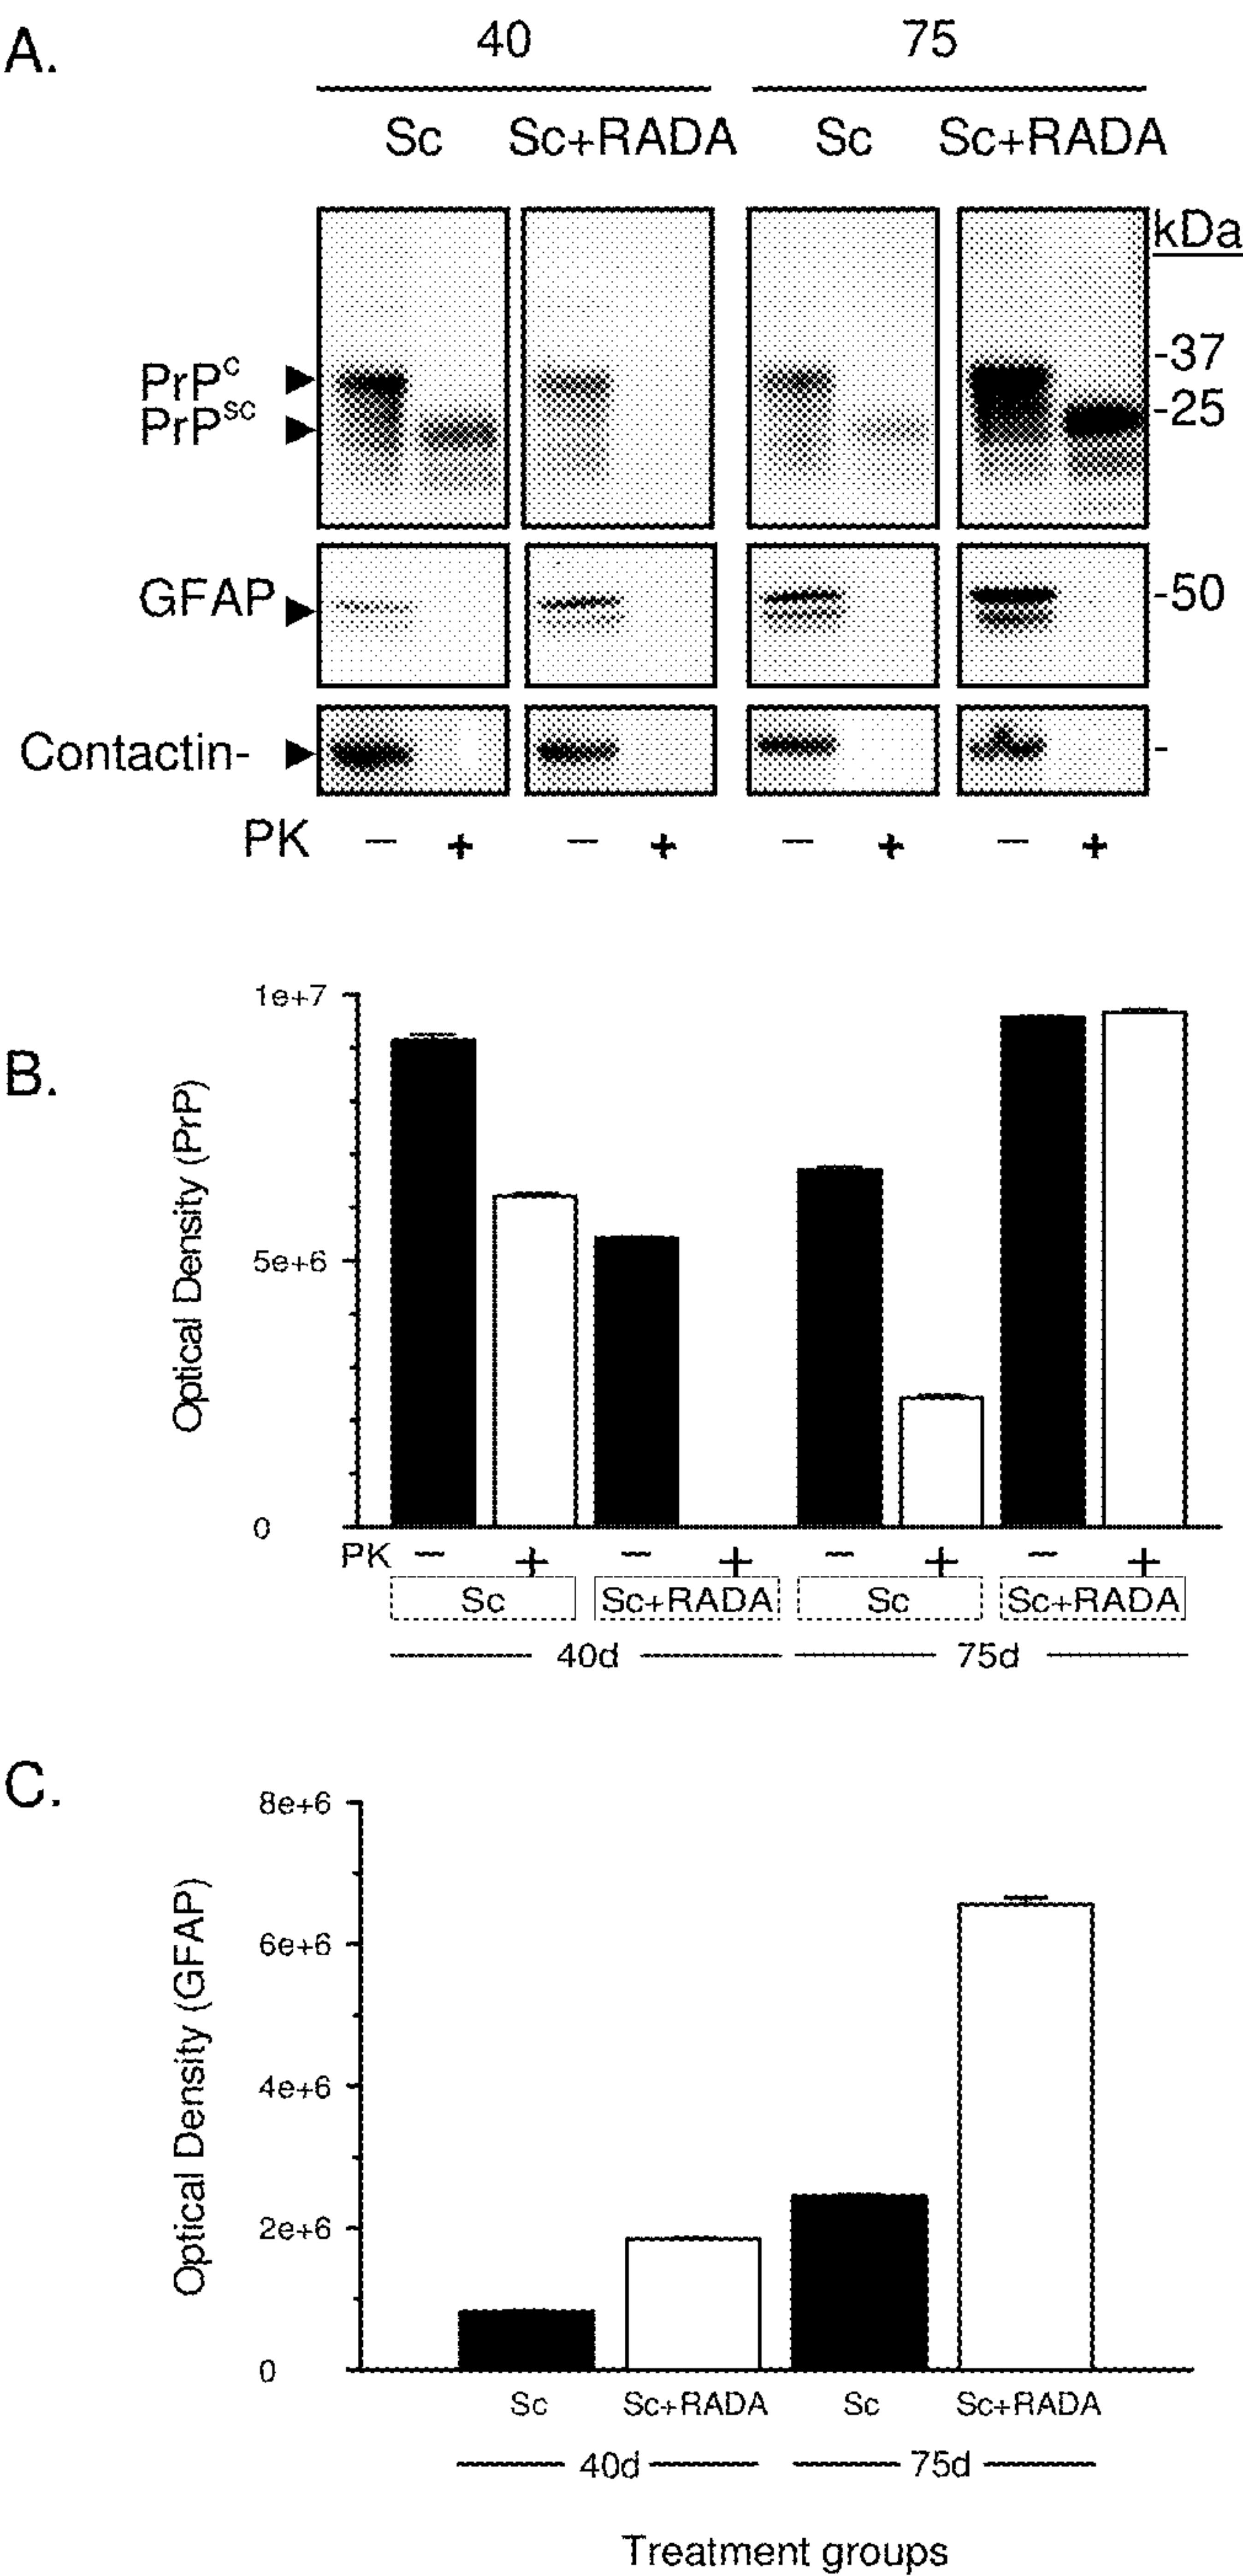 A.
40 75
Sc Sc+RADA Sc Sc+RADA
kDa
-37
PrPc
-25
PrPsc
GFAP
-50
Contactin-
-
PK − + − + − + − +
B.
1e+7
Optical Density (PrP)
5e+6
0
PK − + − + − + − +
Sc Sc+RADA Sc Sc+RADA
40d 75d
C.
8e+6
Optical Density (GFAP)
6e+6
4e+6
2e+6
0
Sc Sc+RADA Sc Sc+RADA
40d 75d
Treatment groups